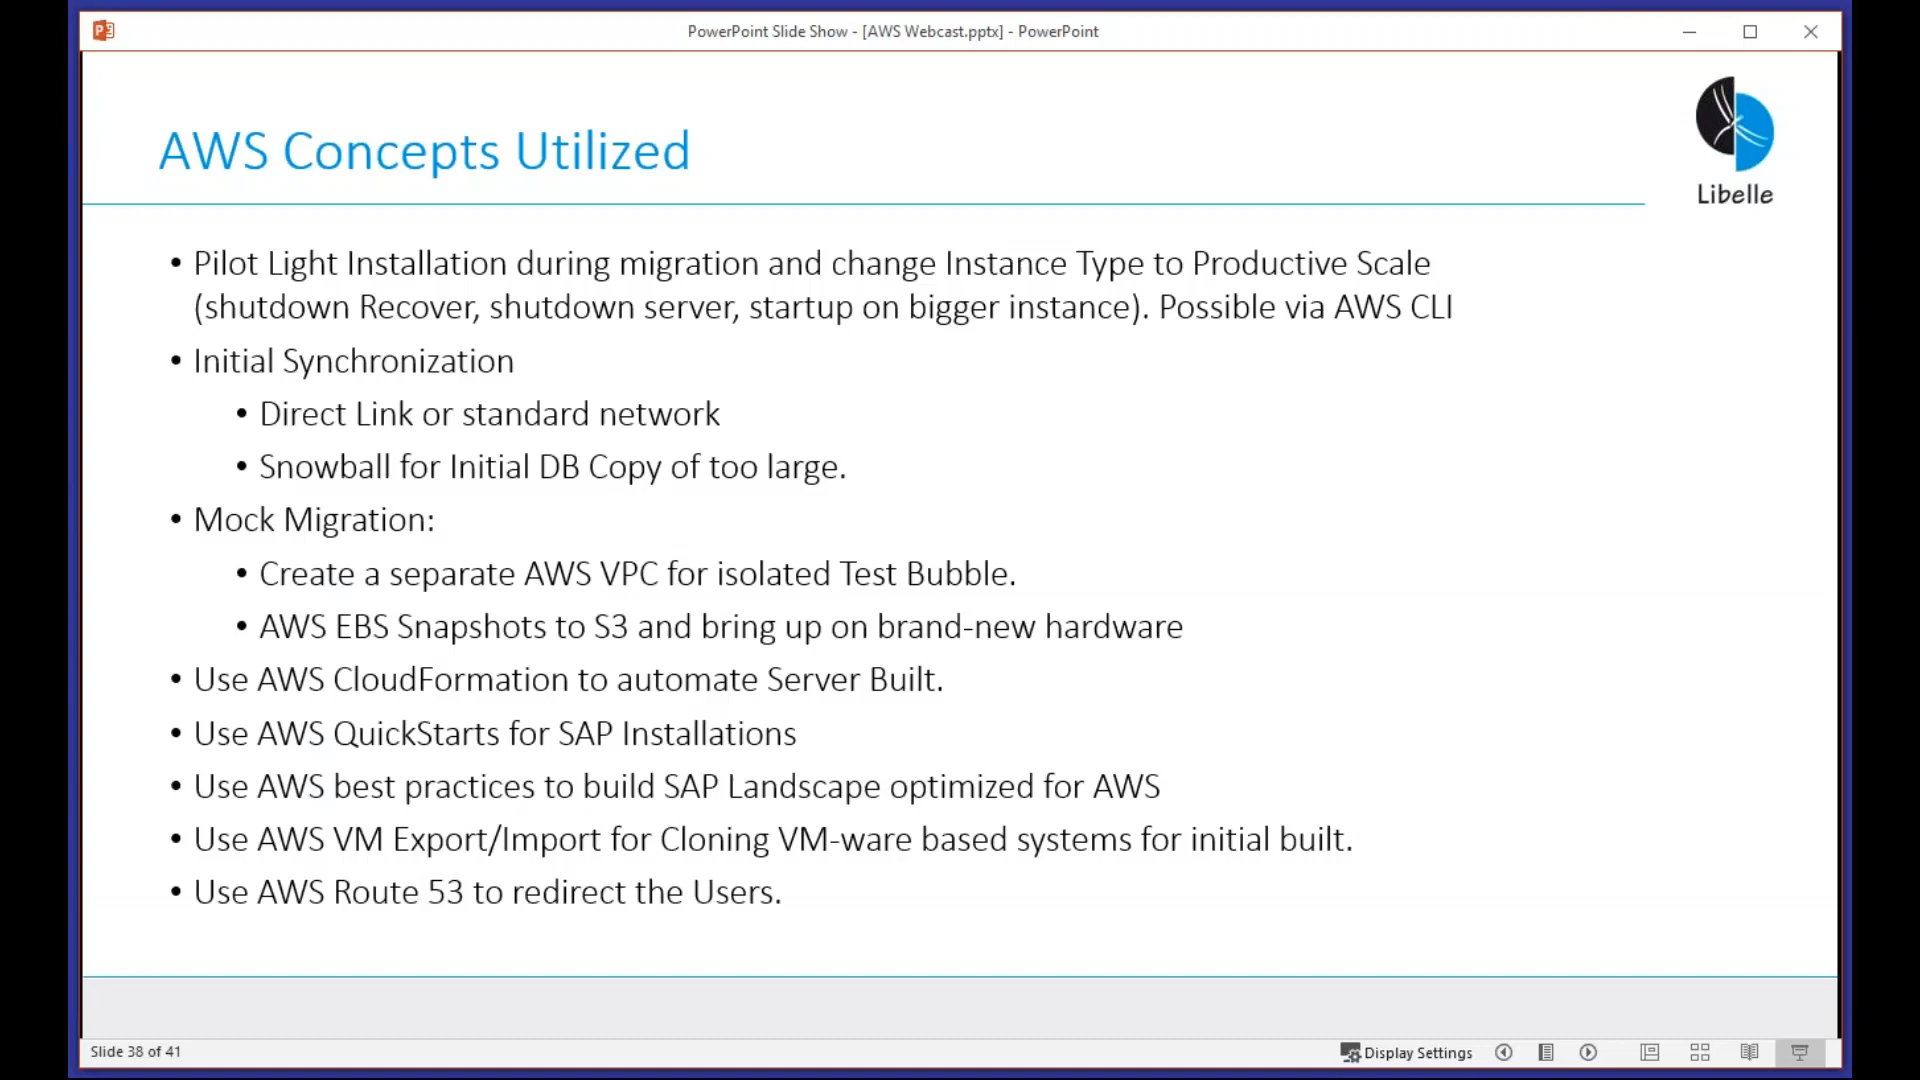 PowerPoint Slide Show - [AWS Webcast.pptx] - PowerPoint
Libelle
AWS Concepts Utilized
• Pilot Light Installation during migration and change Instance Type to Productive Scale
(shutdown Recover, shutdown server, startup on bigger instance). Possible via AWS CLI
• Initial Synchronization
• Direct Link or standard network
• Snowball for Initial DB Copy of too large.
• Mock Migration:
• Create a separate AWS VPC for isolated Test Bubble.
• AWS EBS Snapshots to S3 and bring up on brand-new hardware
• Use AWS CloudFormation to automate Server Built.
• Use AWS QuickStarts for SAP Installations
• Use AWS best practices to build SAP Landscape optimized for AWS
• Use AWS VM Export/Import for Cloning VM-ware based systems for initial built.
• Use AWS Route 53 to redirect the Users.
Slide 38 of 41
Display Settings